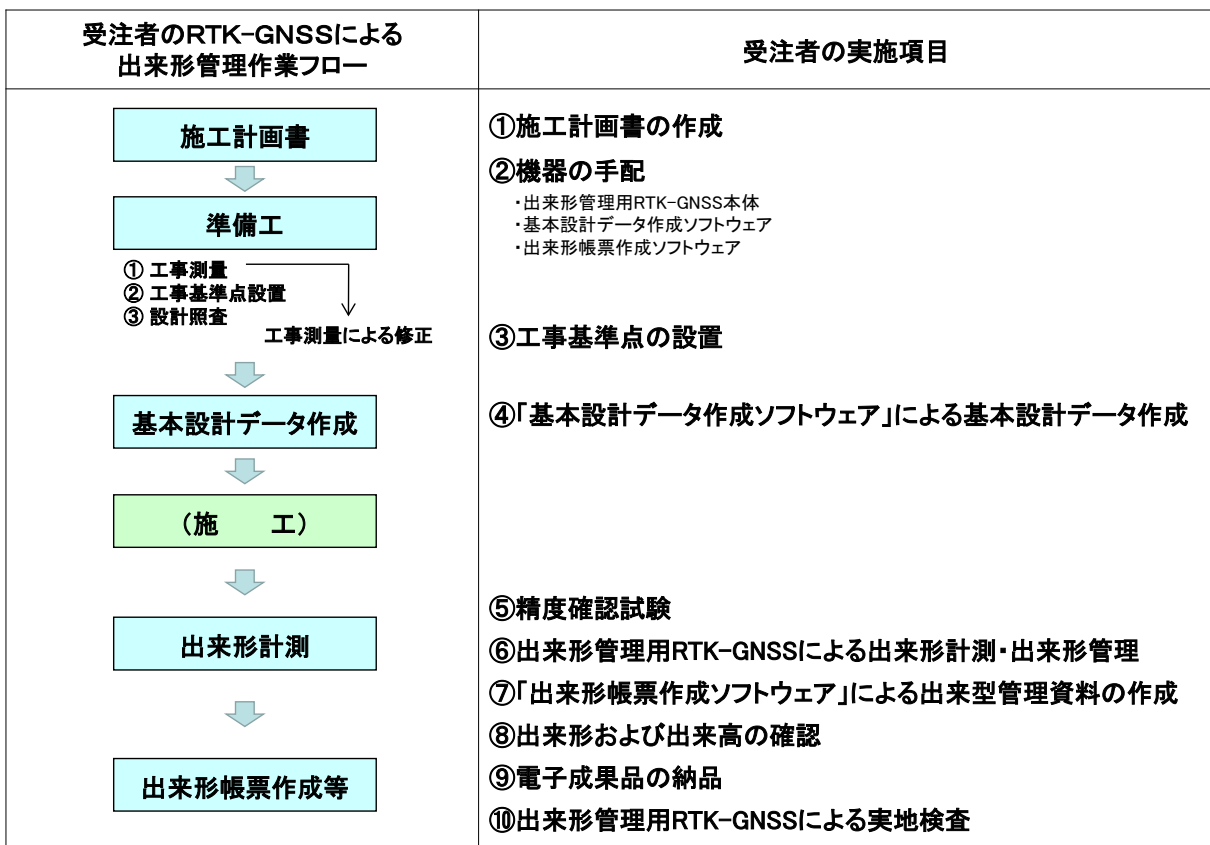 受注者のRTK-GNSSによる
出来形管理作業フロー
受注者の実施項目
施工計画書
準備工
① 工事測量
② 工事基準点設置
③ 設計照査
工事測量による修正
基本設計データ作成
（施　　工）
出来形計測
出来形帳票作成等
①施工計画書の作成
②機器の手配
・出来形管理用RTK-GNSS本体
・基本設計データ作成ソフトウェア
・出来形帳票作成ソフトウェア
③工事基準点の設置
④「基本設計データ作成ソフトウェア」による基本設計データ作成
⑤精度確認試験
⑥出来形管理用RTK-GNSSによる出来形計測・出来形管理
⑦「出来形帳票作成ソフトウェア」による出来型管理資料の作成
⑧出来形および出来高の確認
⑨電子成果品の納品
⑩出来形管理用RTK-GNSSによる実地検査